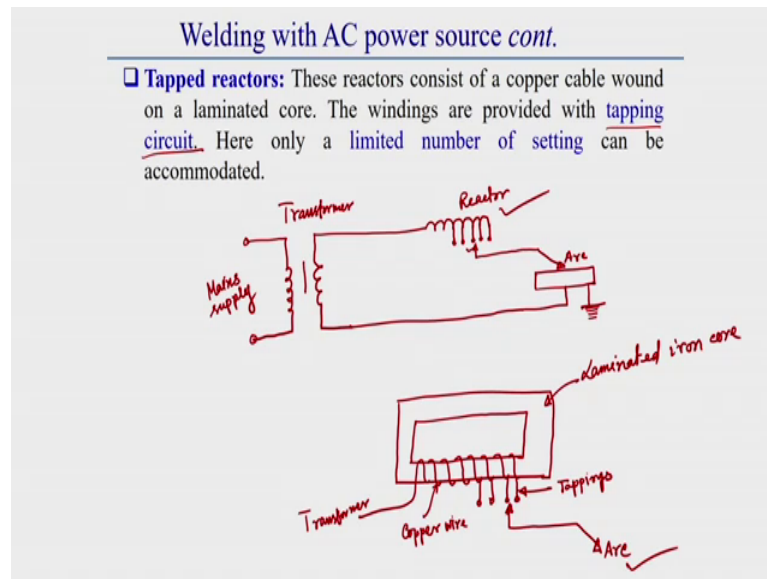 Welding with AC power source cont.
❑ Tapped reactors: These reactors consist of a copper cable wound
on a laminated core. The windings are provided with tapping
circuit. Here only a limited number of setting can be
accommodated.
Transformer
Reactor
Mains
supply
Arc
Laminated iron core
Transformer
Copper wire
Tappings
Arc